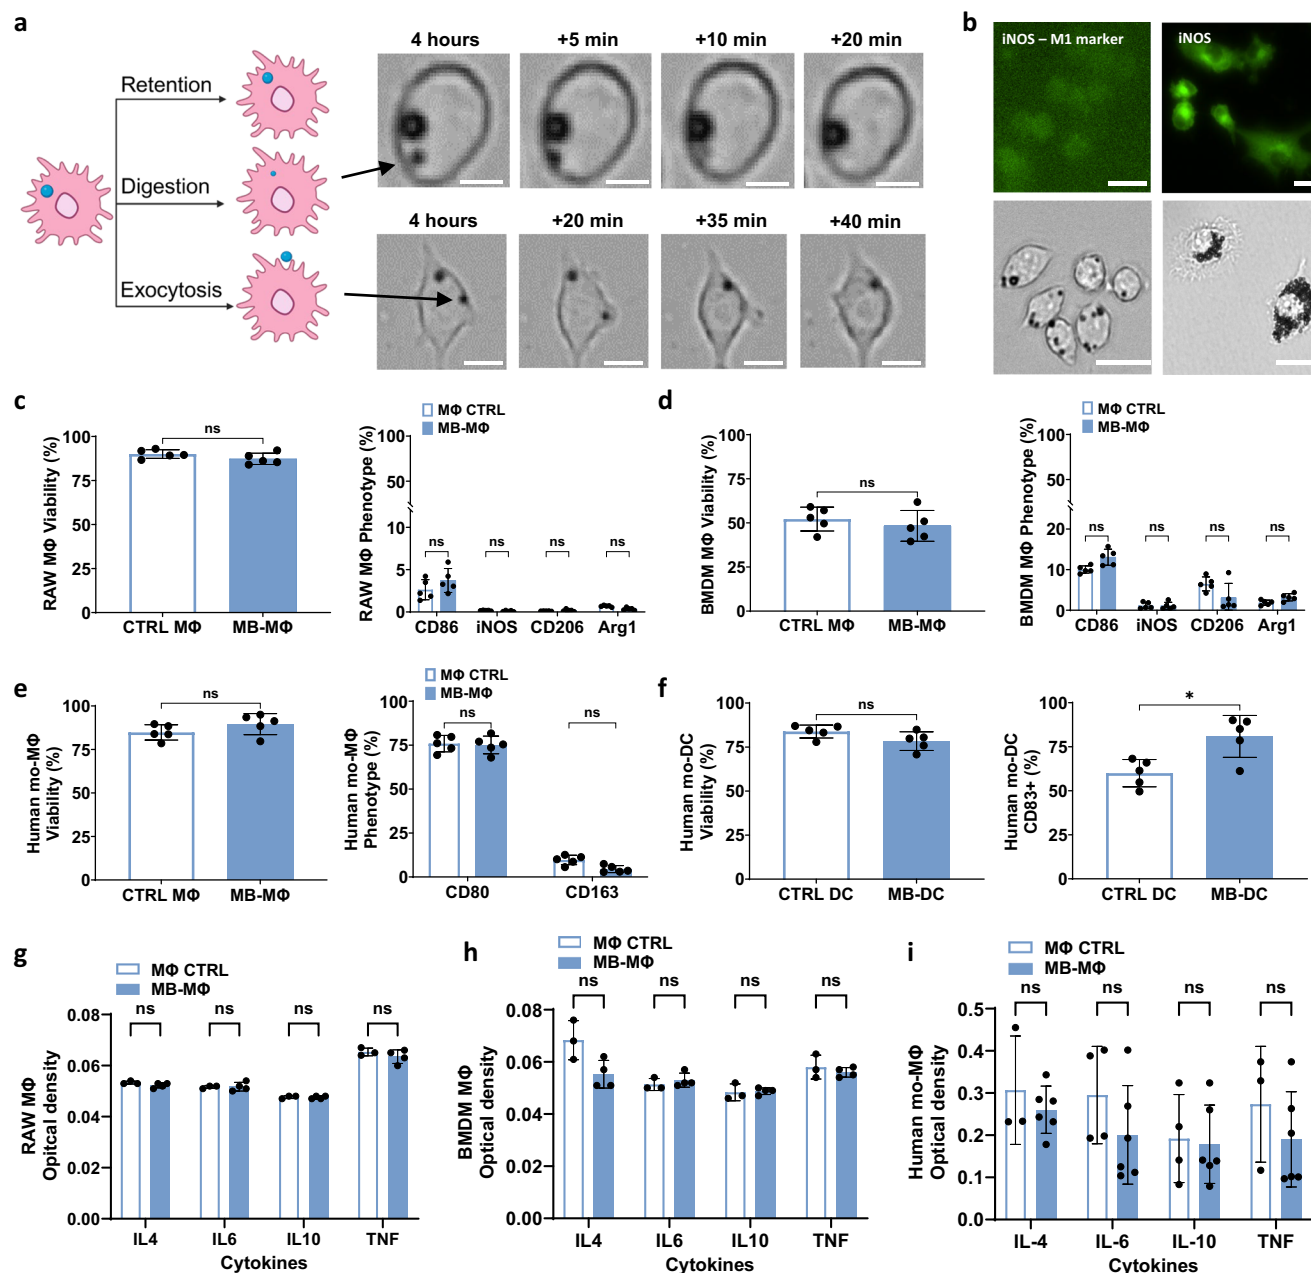 a
Retention
Digestion
Exocytosis
4 hours
+5 min
+10 min
+20 min
4 hours
+20 min
+35 min
+40 min
b
iNOS – M1 marker
iNOS
c
RAW MΦ Viability (%)
100
75
50
25
0
ns
CTRL MΦ
MB-MΦ
MΦ CTRL
MB-MΦ
RAW MΦ Phenotype (%)
100
50
10
5
0
ns
ns
ns
ns
CD86
iNOS
CD206
Arg1
d
BMDM MΦ Viability (%)
100
75
50
25
0
ns
CTRL MΦ
MB-MΦ
MΦ CTRL
MB-MΦ
BMDM MΦ Phenotype (%)
100
50
20
10
0
ns
ns
ns
ns
CD86
iNOS
CD206
Arg1
e
Human mo-MΦ
Viability (%)
100
75
50
25
0
ns
CTRL MΦ
MB-MΦ
MΦ CTRL
MB-MΦ
Human mo-MΦ
Phenotype (%)
100
75
50
25
0
ns
ns
CD80
CD163
f
Human mo-DC
Viability (%)
100
75
50
25
0
ns
CTRL DC
MB-DC
Human mo-DC
CD83+ (%)
100
75
50
25
0
*
CTRL DC
MB-DC
g
MΦ CTRL
MB-MΦ
RAW MΦ
Opitcal density
0.08
0.06
0.04
0.02
0.00
ns
ns
ns
ns
IL4
IL6
IL10
TNF
Cytokines
h
MΦ CTRL
MB-MΦ
BMDM MΦ
Optical density
0.08
0.06
0.04
0.02
0.00
ns
ns
ns
ns
IL4
IL6
IL10
TNF
Cytokines
i
MΦ CTRL
MB-MΦ
Human mo-MΦ
Optical density
0.5
0.4
0.3
0.2
0.1
0.0
ns
ns
ns
ns
IL-4
IL-6
IL-10
TNF
Cytokines